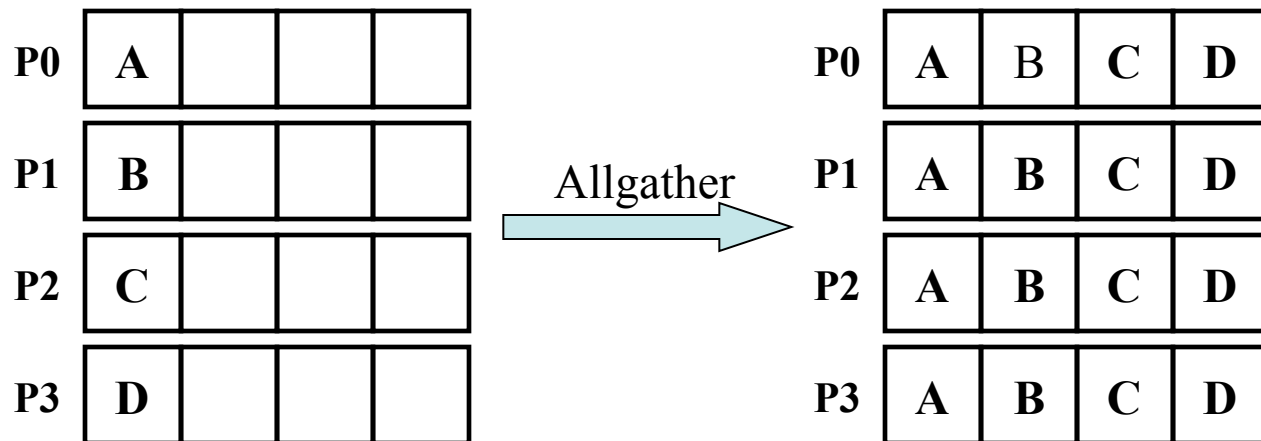 P0 A P0 A B C D
P1 B P1 A B C D
Allgather
P2 C P2 A B C D
P3 D P3 A B C D